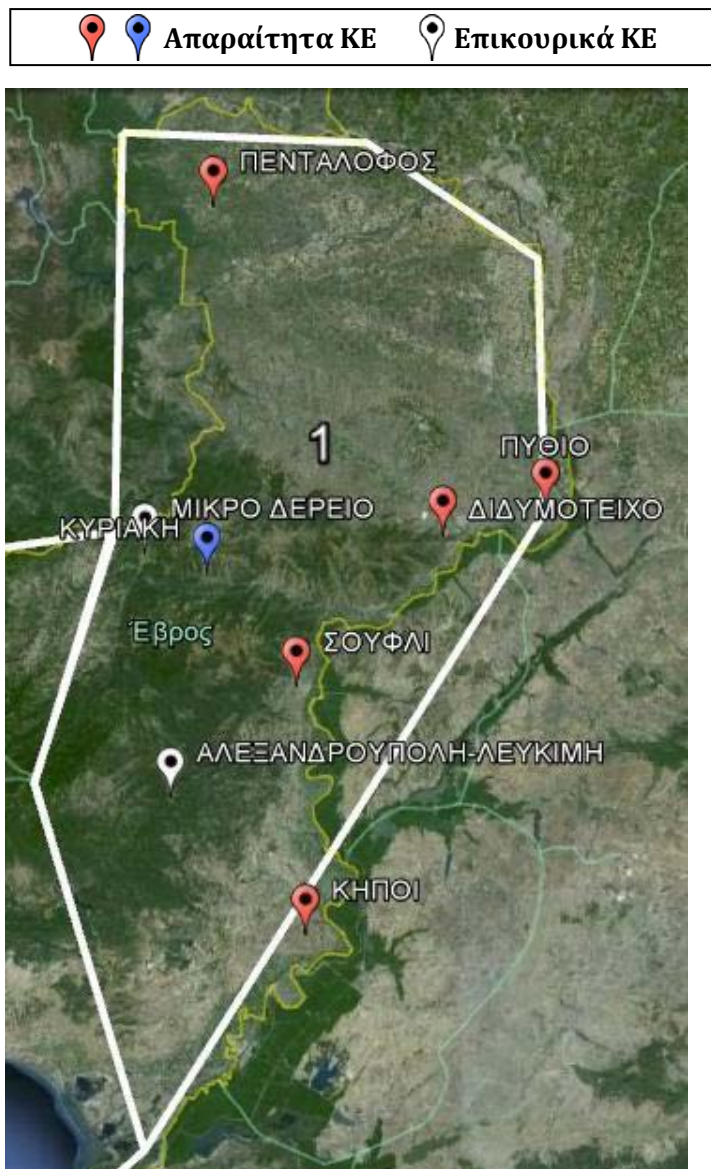 Απαραίτητα ΚΕ Επικουρικά ΚΕ
ΠΕΝΤΑΛΟΦΟΣ
1
ΠΥΘΙΟ
ΜΙΚΡΟ ΔΕΡΕΙΟ
ΔΙΔΥΜΟΤΕΙΧΟ
ΚΥΡΙΑΚΗ
Έβρος
ΣΟΥΦΛΙ
ΑΛΕΞΑΝΔΡΟΥΠΟΛΗ-ΛΕΥΚΙΜΗ
ΚΗΠΟΙ